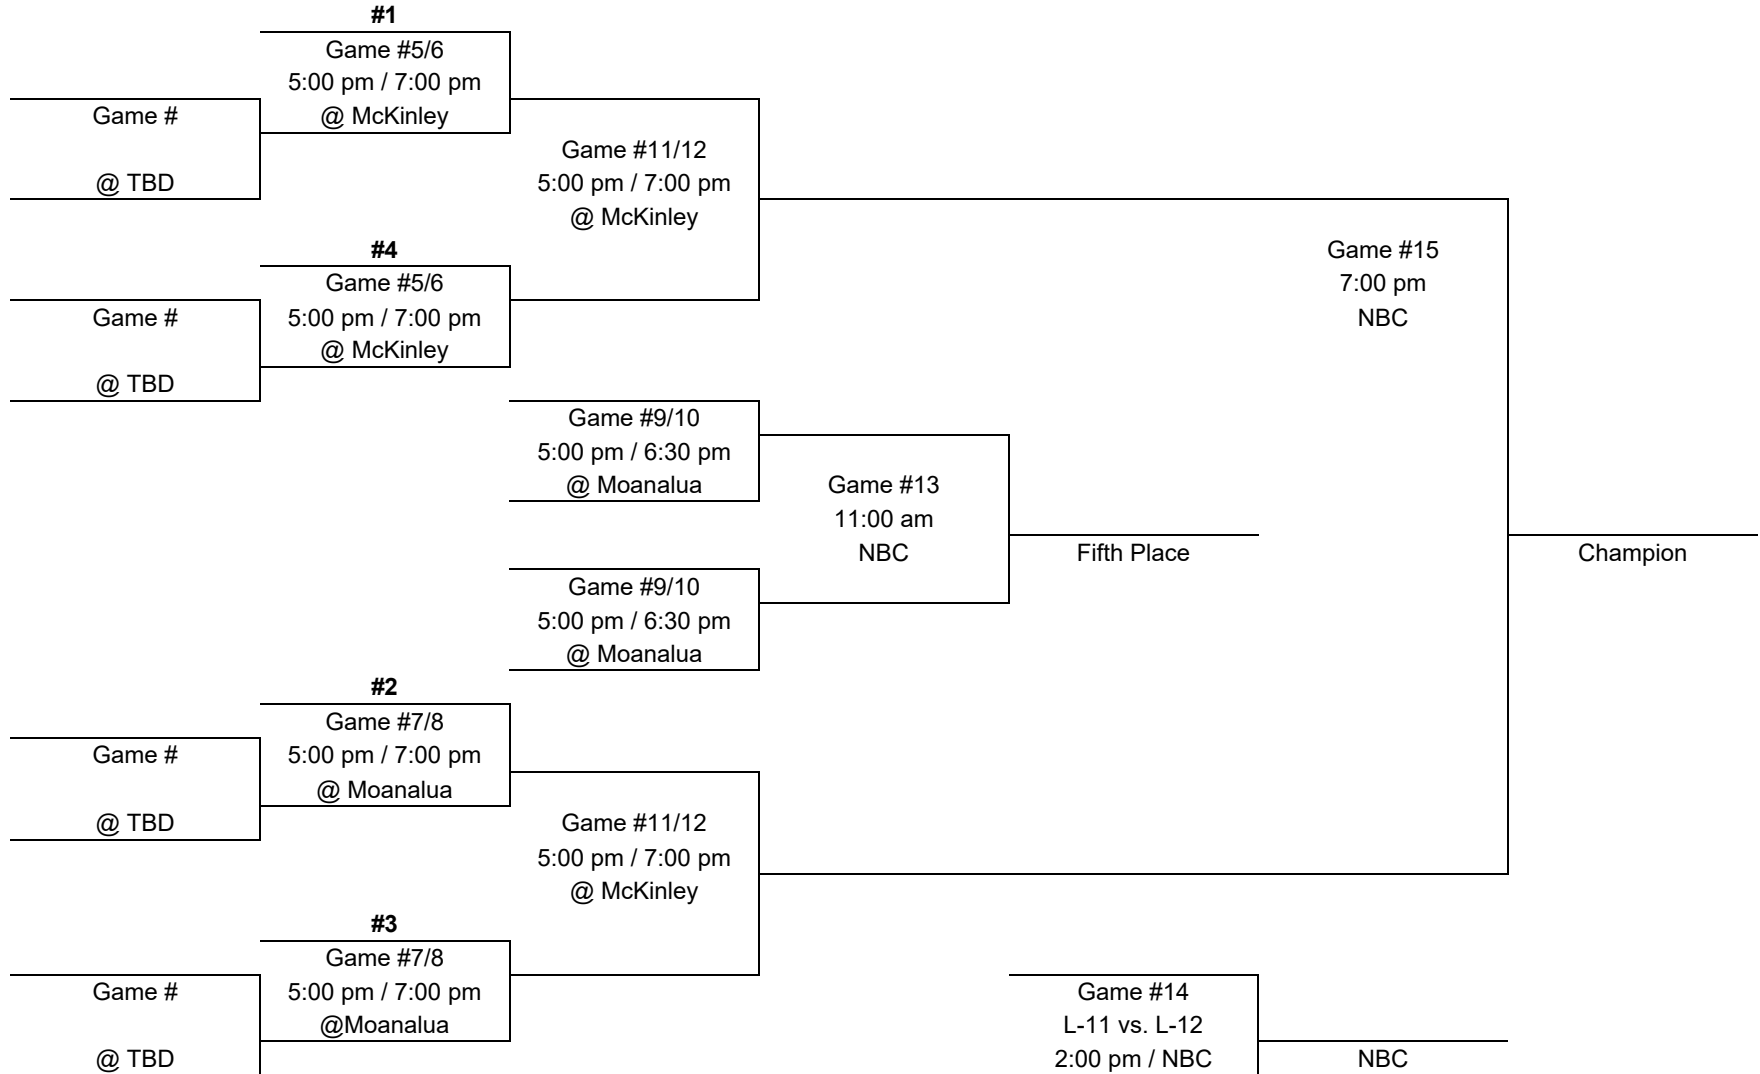 #1
Game #5/6
5:00 pm / 7:00 pm
@ McKinley
Game #
@ TBD
Game #11/12
5:00 pm / 7:00 pm
@ McKinley
#4
Game #5/6
5:00 pm / 7:00 pm
@ McKinley
Game #
@ TBD
Game #15
7:00 pm
NBC
Game #9/10
5:00 pm / 6:30 pm
@ Moanalua
Game #13
11:00 am
NBC
Fifth Place
Champion
Game #9/10
5:00 pm / 6:30 pm
@ Moanalua
#2
Game #7/8
5:00 pm / 7:00 pm
@ Moanalua
Game #
@ TBD
Game #11/12
5:00 pm / 7:00 pm
@ McKinley
#3
Game #7/8
5:00 pm / 7:00 pm
@Moanalua
Game #
@ TBD
Game #14
L-11 vs. L-12
2:00 pm / NBC
NBC